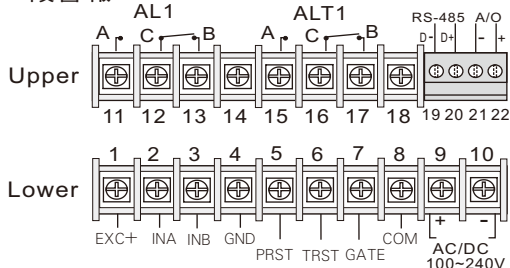 AL1 ALT1 RS-485 A/O
A C B A C B D- D+ - +
Upper
11 12 13 14 15 16 17 18 19 20 21 22
1 2 3 4 5 6 7 8 9 10
Lower
EXC+ INA INB GND PRST TRST GATE COM + -
AC/DC
100~240V